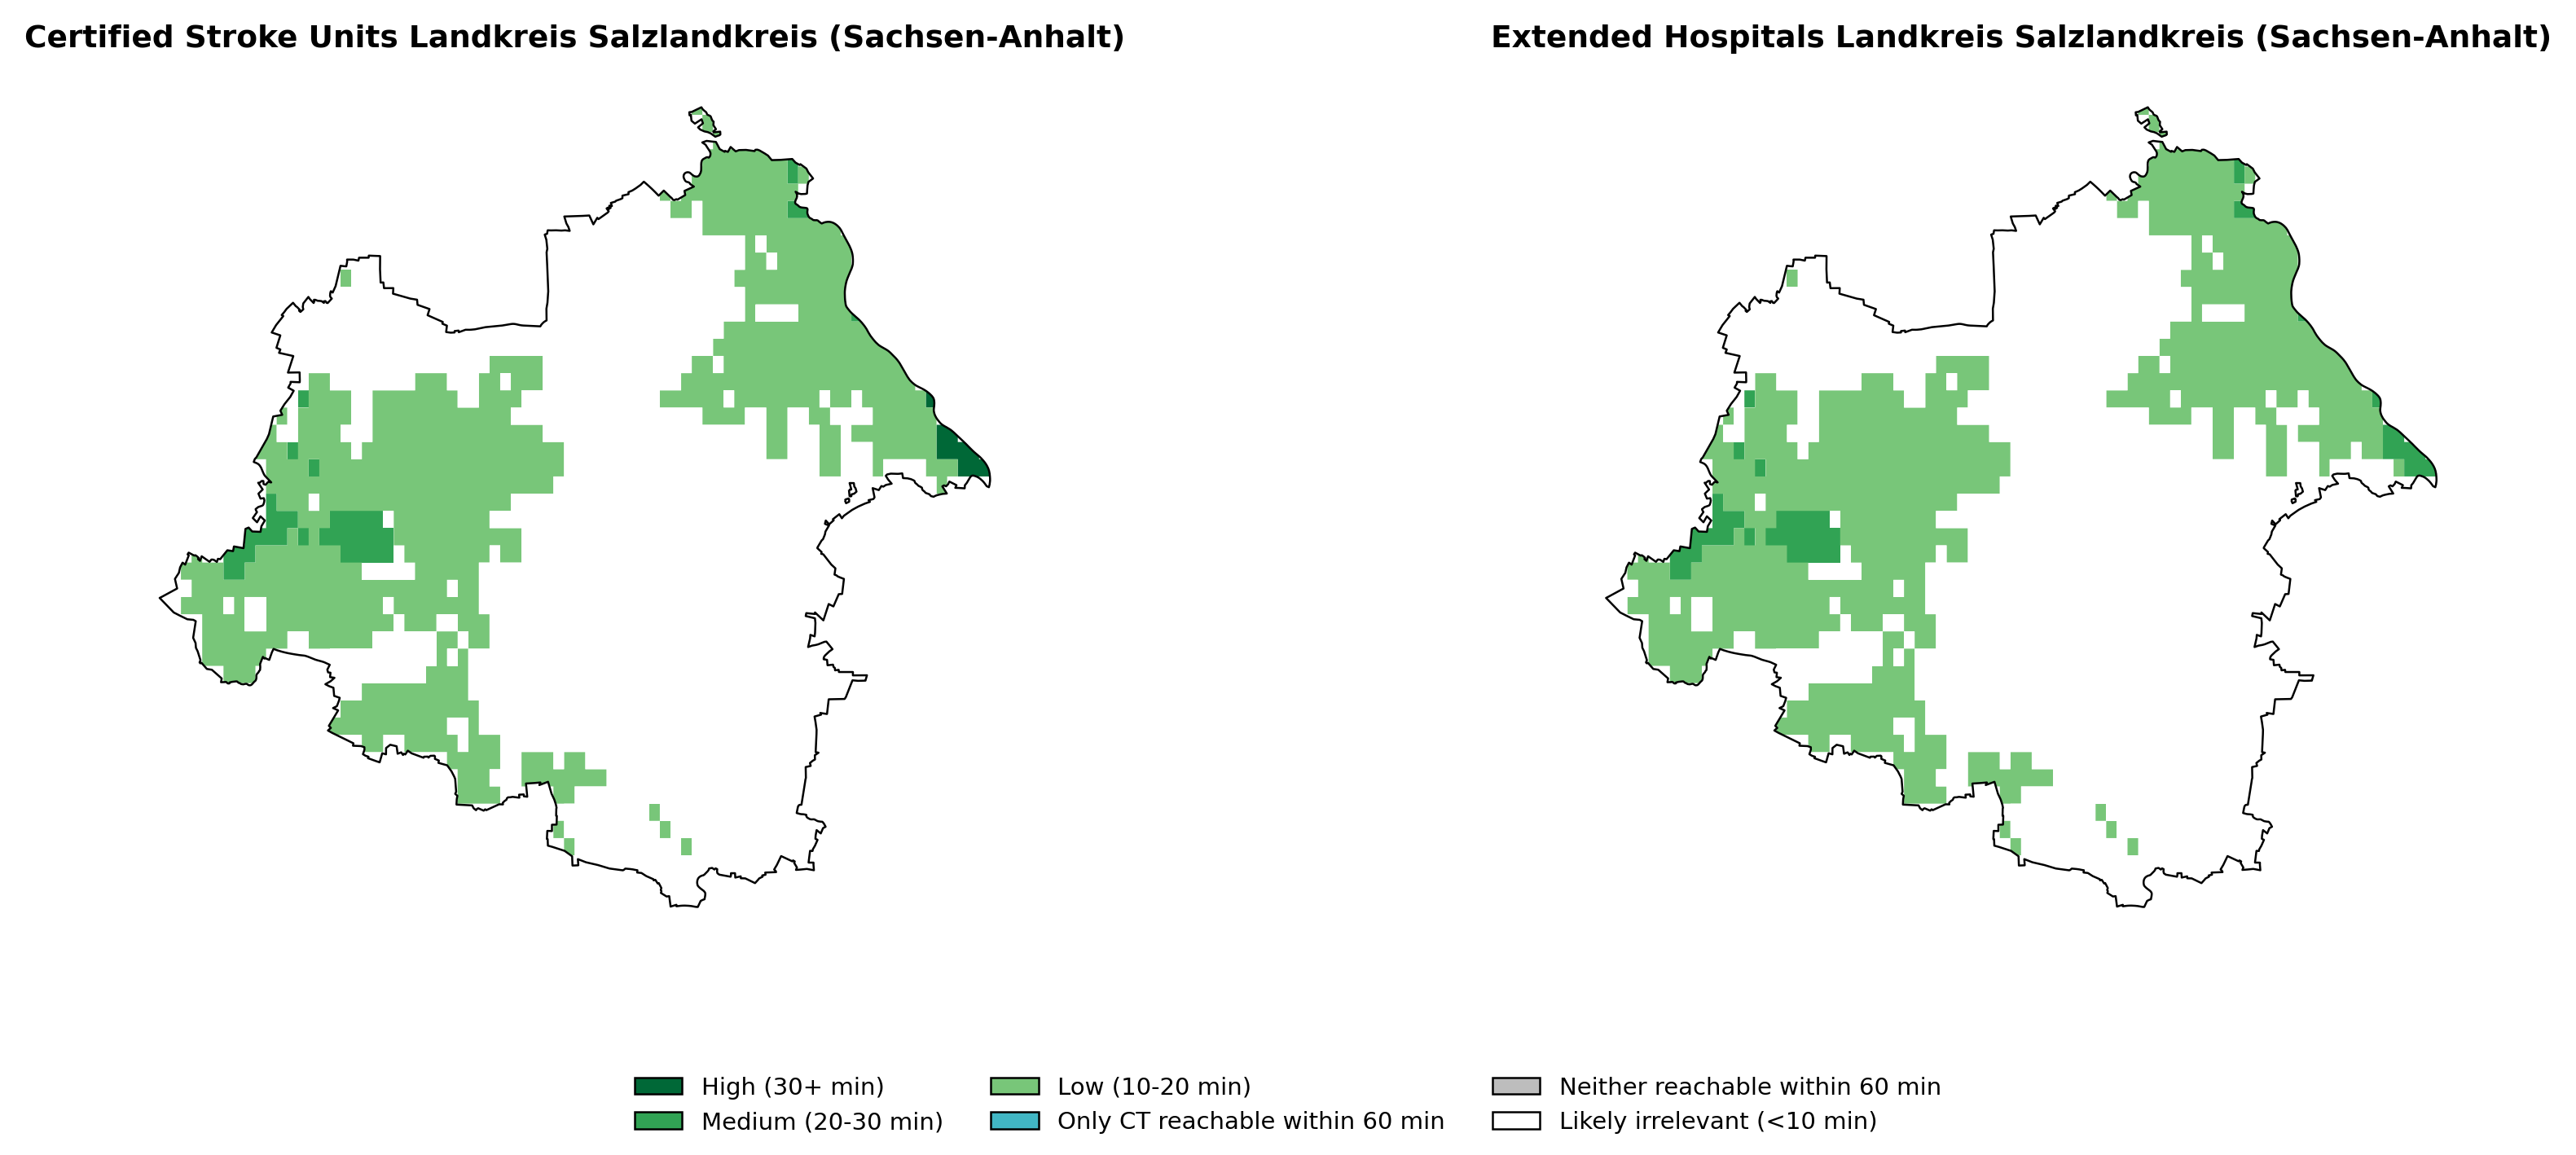 Certified Stroke Units Landkreis Salzlandkreis (Sachsen-Anhalt)
Extended Hospitals Landkreis Salzlandkreis (Sachsen-Anhalt)
High (30+ min)
Medium (20-30 min)
Low (10-20 min)
Only CT reachable within 60 min
Neither reachable within 60 min
Likely irrelevant (<10 min)